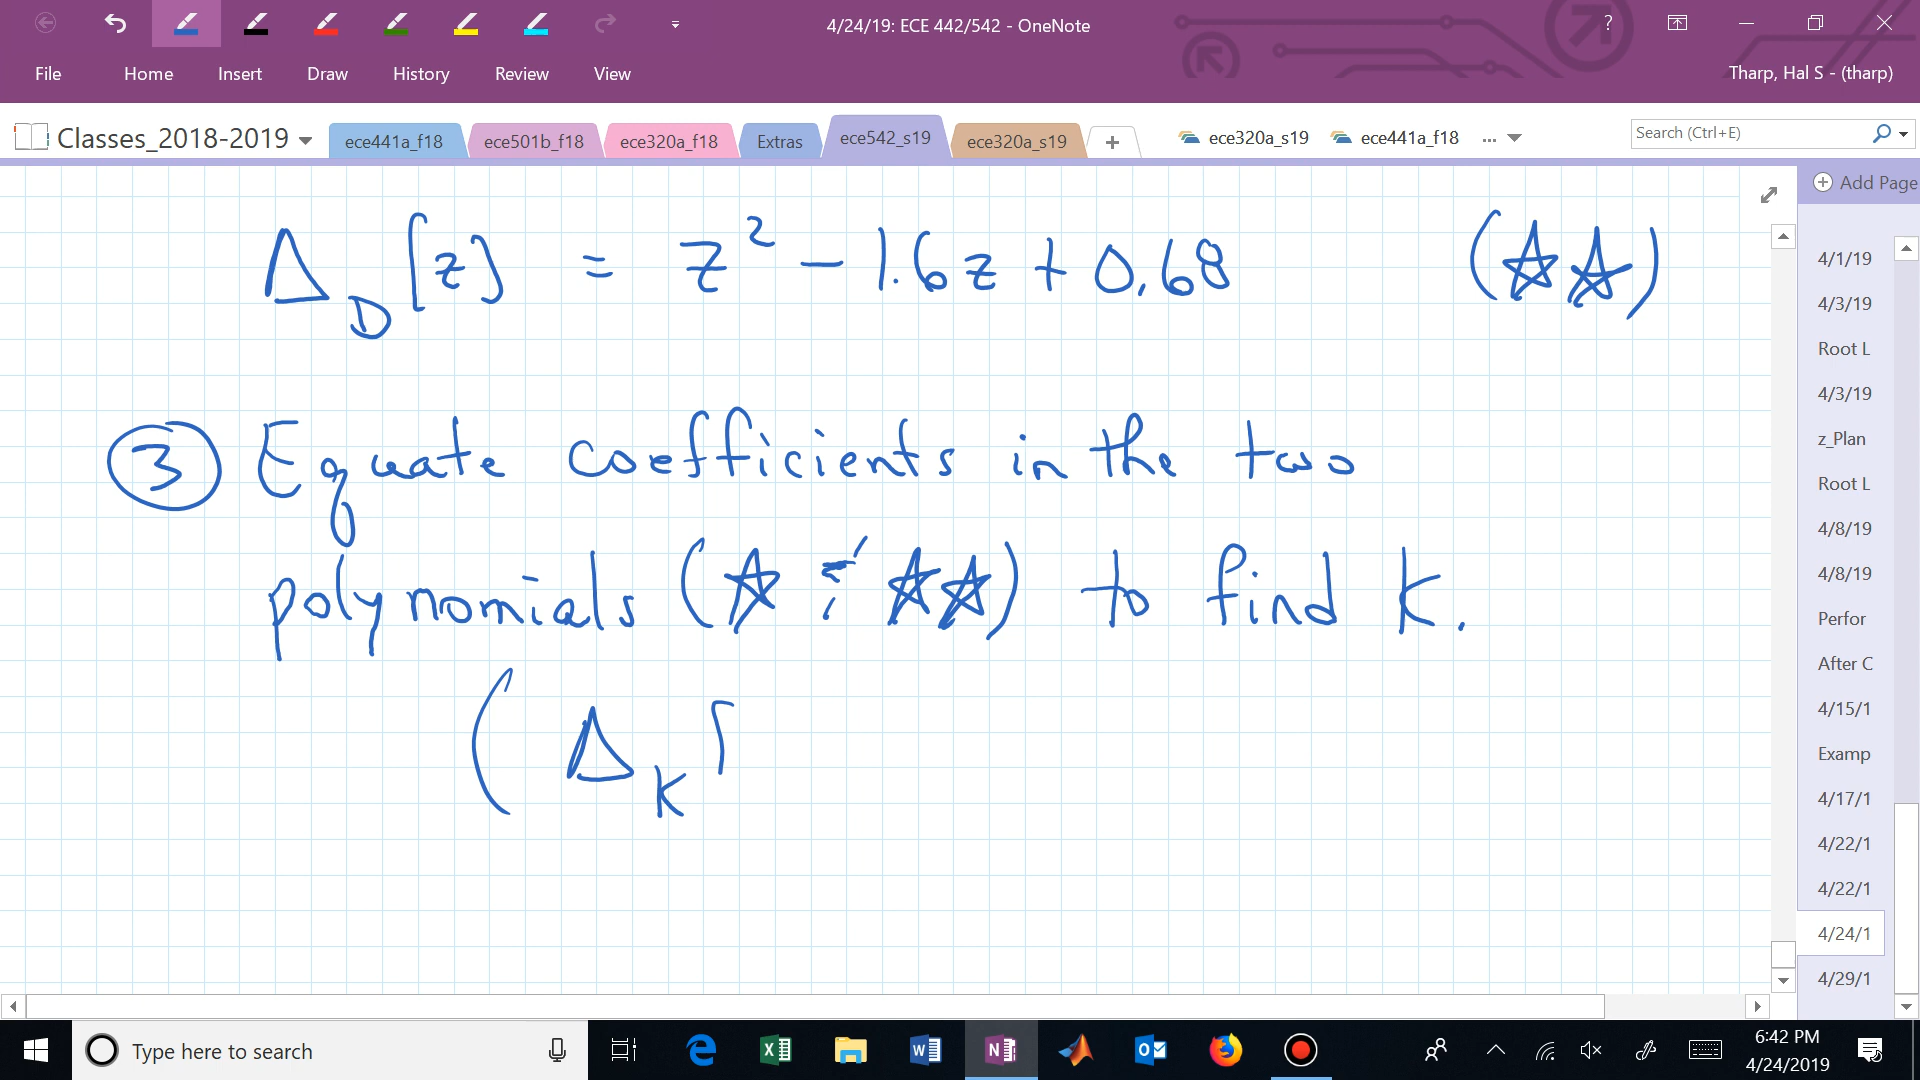 4/24/19: ECE 442/542 - OneNote
?
File Home Insert Draw History Review View
Tharp, Hal S - (tharp)
Classes_2018-2019 ece441a_f18 ece501b_f18 ece320a_f18 Extras ece542_s19 ece320a_s19 + ece320a_s19 ece441a_f18 ...
Search (Ctrl+E)
Add Page
Δ_D[z] = z² - 1.6z + 0.68 (☆☆)
③ Equate coefficients in the two
polynomials (☆ & ☆☆) to find K.
( Δ_K [
4/1/19
4/3/19
Root L
4/3/19
z_Plan
Root L
4/8/19
4/8/19
Perfor
After C
4/15/1
Examp
4/17/1
4/22/1
4/22/1
4/24/1
4/29/1
Type here to search
6:42 PM
4/24/2019